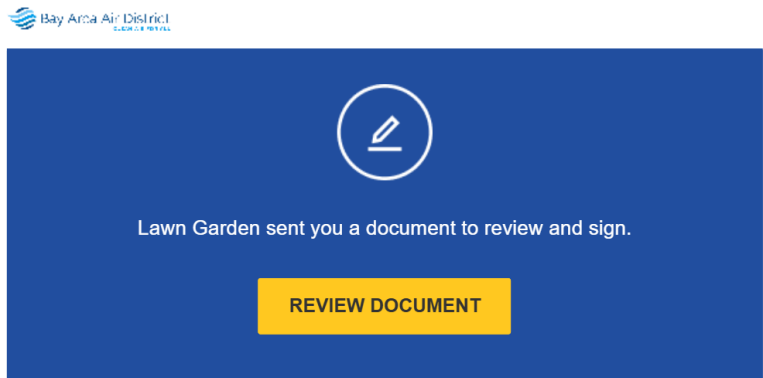 Bay Area Air District
Lawn Garden sent you a document to review and sign.
REVIEW DOCUMENT